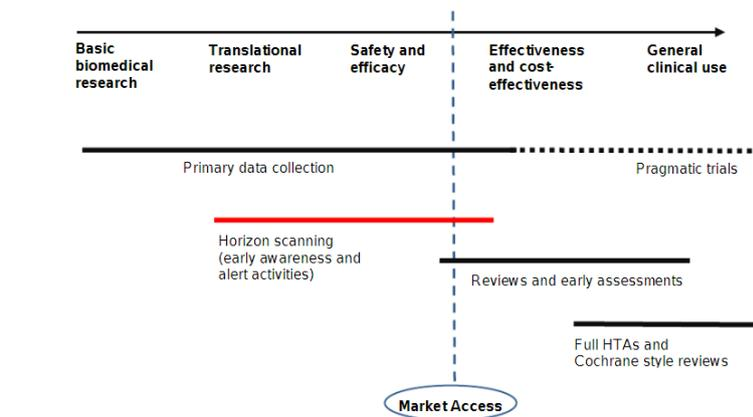 Basic
biomedical
research
Translational
research
Safety and
efficacy
Effectiveness
and cost-
effectiveness
General
clinical use
Primary data collection
Pragmatic trials
Horizon scanning
(early awareness and
alert activities)
Reviews and early assessments
Full HTAs and
Cochrane style reviews
Market Access